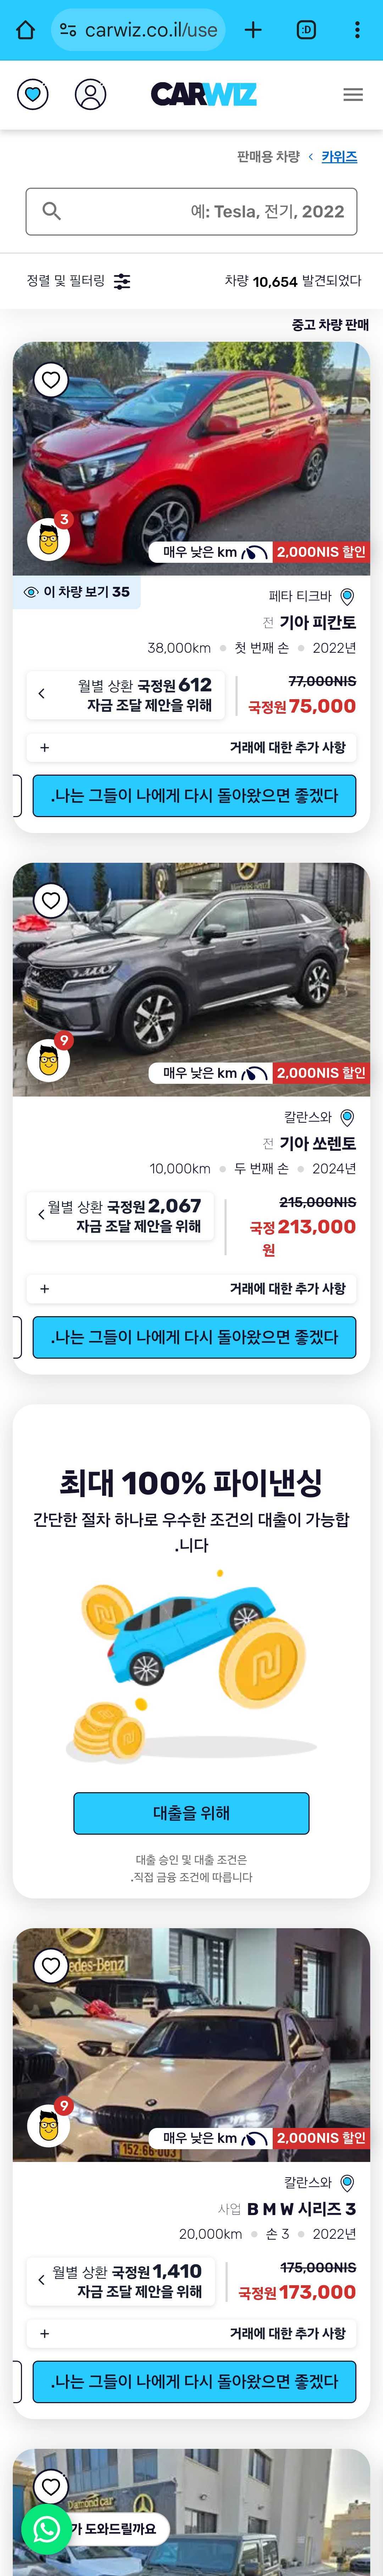 carwiz.co.il/use
:D
CARWIZ
카위즈 › 판매용 차량
예: Tesla, 전기, 2022
정렬 및 필터링
차량 10,654 발견되었다
중고 차량 판매
3
매우 낮은 km
2,000NIS 할인
이 차량 보기 35
페타 티크바
전 기아 피칸토
38,000km 첫 번째 손 2022년
월별 상환 국정원 612
자금 조달 제안을 위해
77,000NIS
국정원 75,000
+ 거래에 대한 추가 사항
.나는 그들이 나에게 다시 돌아왔으면 좋겠다
9
매우 낮은 km
2,000NIS 할인
칼란스와
전 기아 쏘렌토
10,000km 두 번째 손 2024년
월별 상환 국정원 2,067
자금 조달 제안을 위해
215,000NIS
국정 213,000
원
+ 거래에 대한 추가 사항
.나는 그들이 나에게 다시 돌아왔으면 좋겠다
최대 100% 파이낸싱
간단한 절차 하나로 우수한 조건의 대출이 가능합
.니다
대출을 위해
대출 승인 및 대출 조건은
.직접 금융 조건에 따릅니다
edes-Benz
9
152 66 003
매우 낮은 km
2,000NIS 할인
칼란스와
사업 B M W 시리즈 3
20,000km 손 3 2022년
월별 상환 국정원 1,410
자금 조달 제안을 위해
175,000NIS
국정원 173,000
+ 거래에 대한 추가 사항
.나는 그들이 나에게 다시 돌아왔으면 좋겠다
Diamond car
가 도와드릴까요